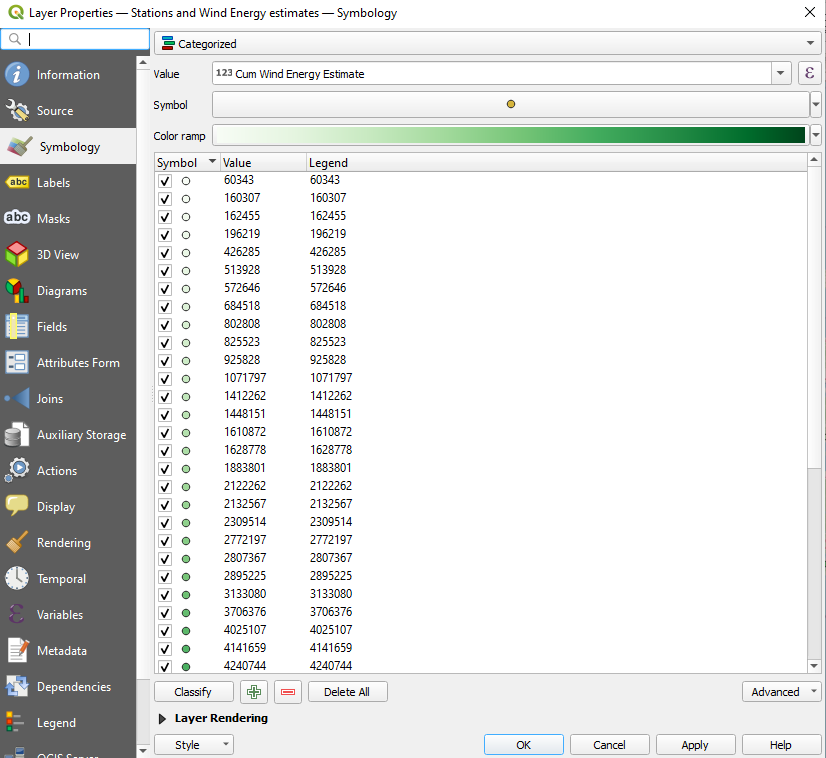 Layer Properties — Stations and Wind Energy estimates — Symbology
Categorized
Information
Source
Symbology
Labels
Masks
3D View
Diagrams
Fields
Attributes Form
Joins
Auxiliary Storage
Actions
Display
Rendering
Temporal
Variables
Metadata
Dependencies
Legend
QGIS Server
abc
abc
Value 123 Cum Wind Energy Estimate ε
Symbol
Color ramp
Symbol Value Legend
60343 60343
160307 160307
162455 162455
196219 196219
426285 426285
513928 513928
572646 572646
684518 684518
802808 802808
825523 825523
925828 925828
1071797 1071797
1412262 1412262
1448151 1448151
1610872 1610872
1628778 1628778
1883801 1883801
2122262 2122262
2132567 2132567
2309514 2309514
2772197 2772197
2807367 2807367
2895225 2895225
3133080 3133080
3706376 3706376
4025107 4025107
4141659 4141659
4240744 4240744
Classify Delete All Advanced
Layer Rendering
Style OK Cancel Apply Help